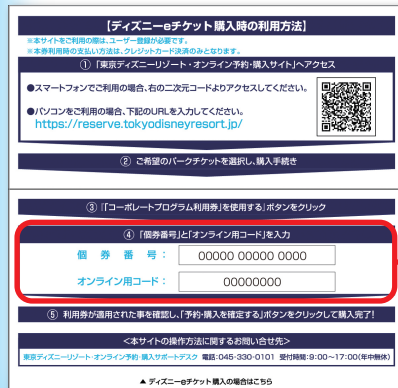 【ディズニーeチケット購入時の利用方法】
※本サイトをご利用の際は、ユーザー登録が必要です。
※本券利用時の支払い方法は、クレジットカード決済のみとなります。
① 「東京ディズニーリゾート・オンライン予約・購入サイト」へアクセス
●スマートフォンでご利用の場合、右の二次元コードよりアクセスしてください。
●パソコンをご利用の場合、下記のURLを入力してください。
https://reserve.tokyodisneyresort.jp/
② ご希望のパークチケットを選択し、購入手続き
③ 「「コーポレートプログラム利用券」を使用する」ボタンをクリック
④ 「個券番号」と「オンライン用コード」を入力
個券番号： 00000 00000 0000
オンライン用コード： 00000000
⑤ 利用券が適用された事を確認し、「予約・購入を確定する」ボタンをクリックして購入完了!
＜本サイトの操作方法に関するお問い合せ先＞
東京ディズニーリゾート・オンライン予約・購入サポートデスク 電話：045-330-0101 受付時間：9:00～17:00(年中無休)
▲ ディズニーeチケット購入の場合はこちら